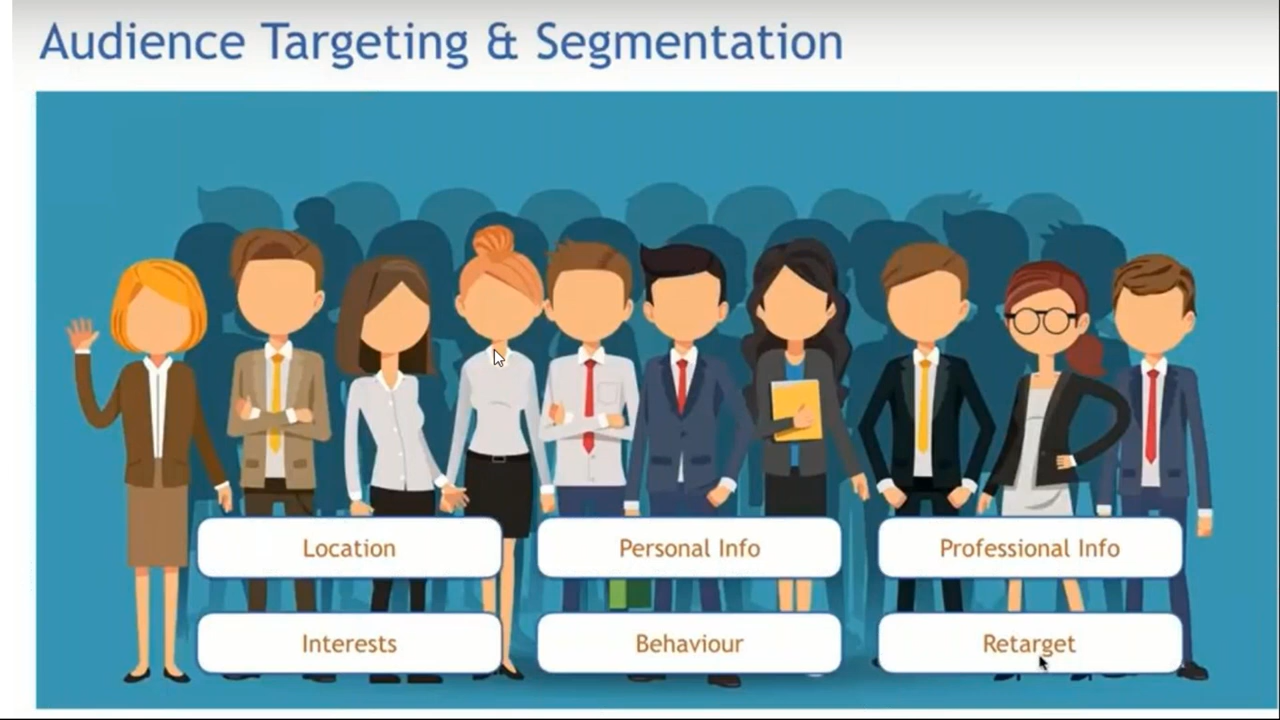 Audience Targeting & Segmentation
Location
Personal Info
Professional Info
Interests
Behaviour
Retarget